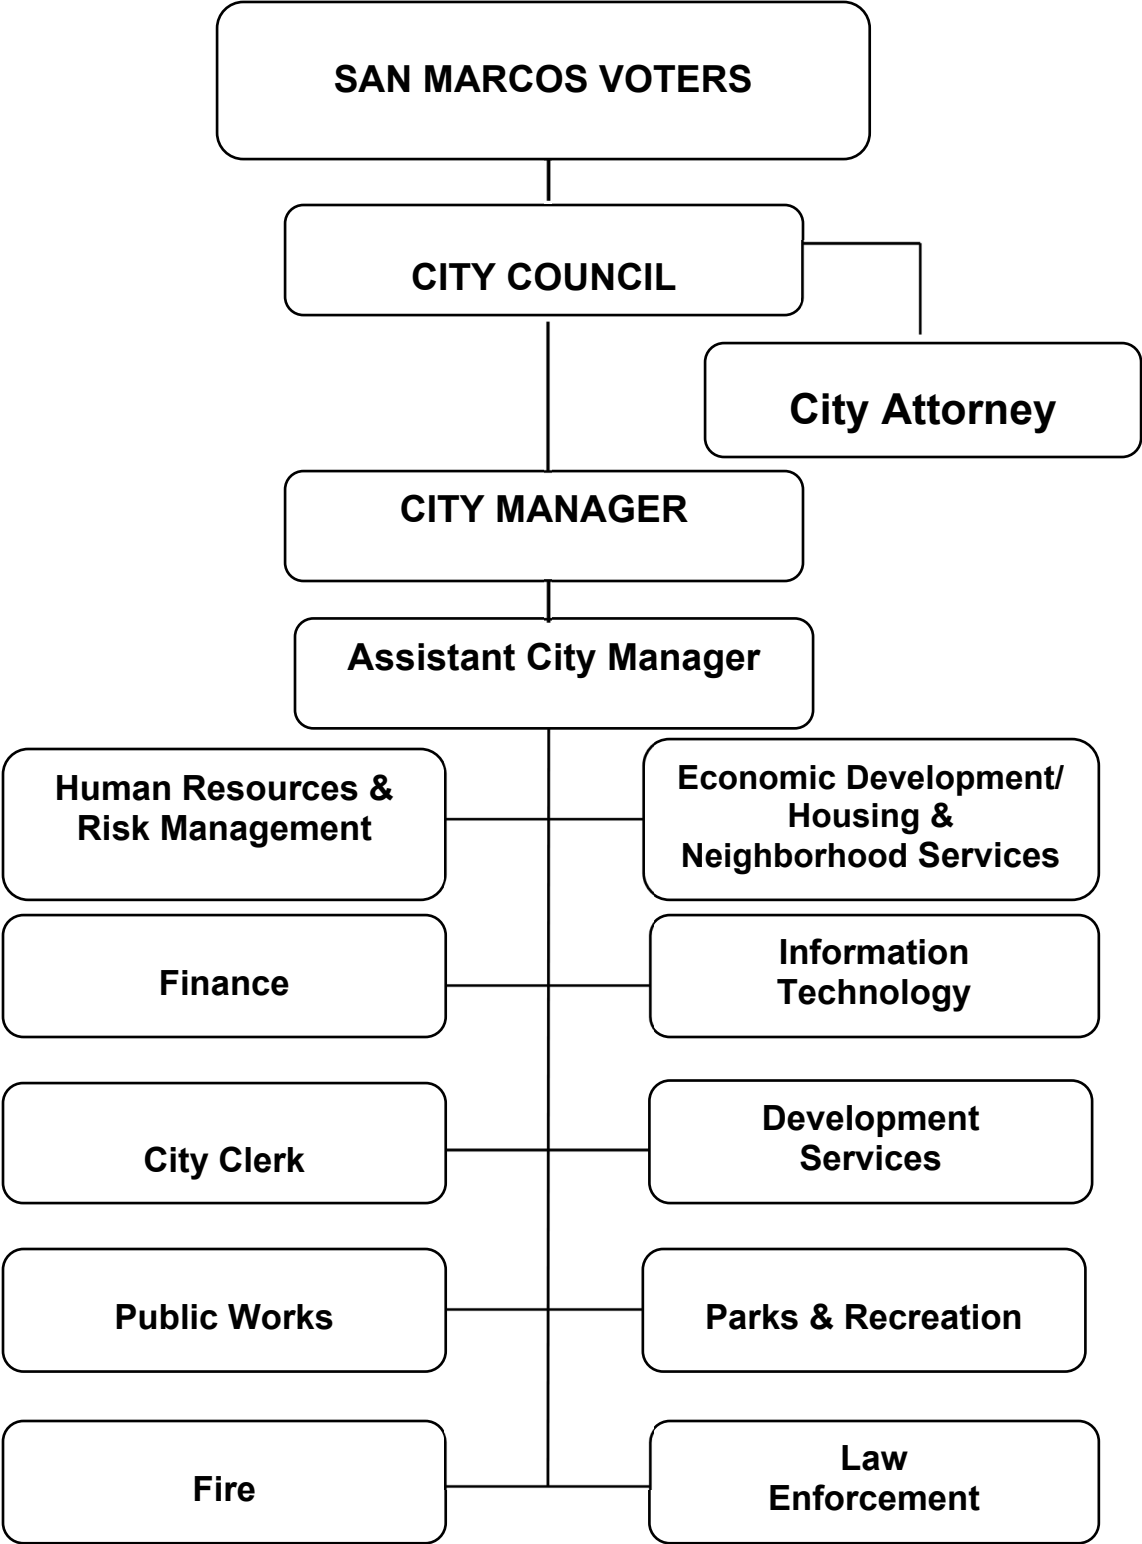 SAN MARCOS VOTERS
CITY COUNCIL
City Attorney
CITY MANAGER
Assistant City Manager
Human Resources &
Risk Management
Economic Development/
Housing &
Neighborhood Services
Finance
Information
Technology
City Clerk
Development
Services
Public Works
Parks & Recreation
Fire
Law
Enforcement